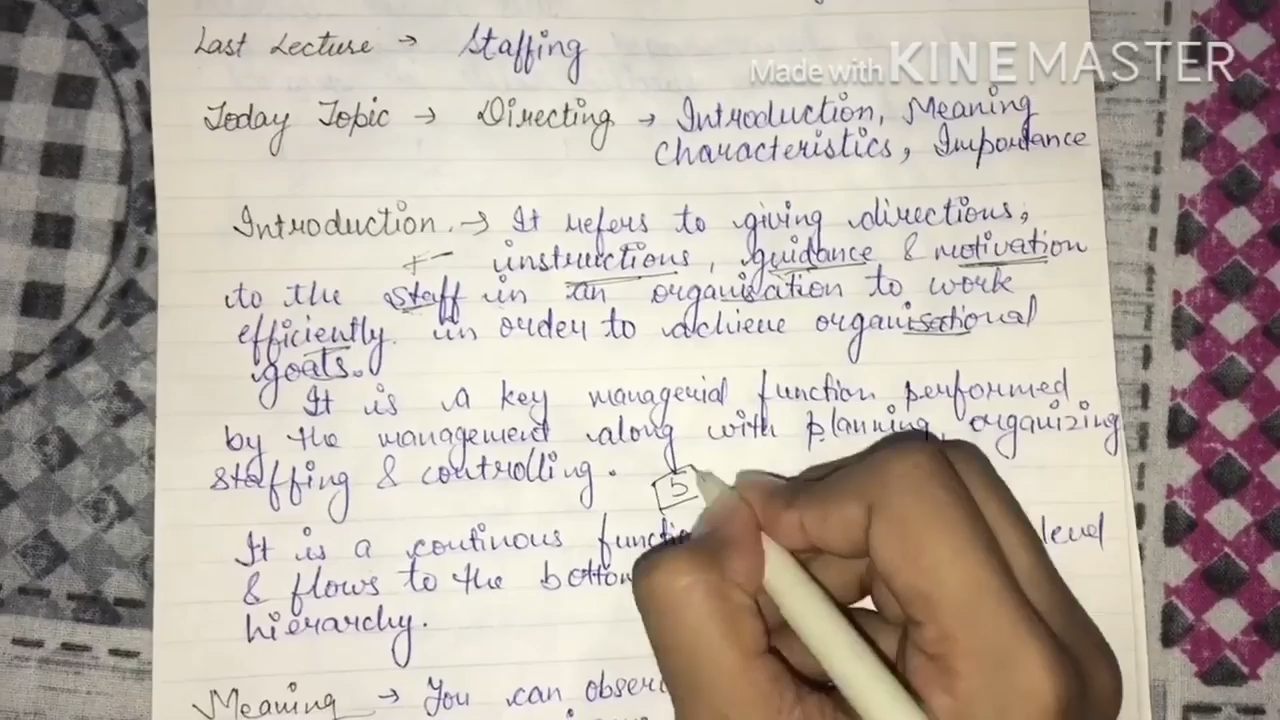 Last Lecture → Staffing
Made with KINEMASTER
Today Topic → Directing → Introduction, Meaning
characteristics, Importance
Introduction. → It refers to giving directions,
instructions, guidance & motivation
to the staff in an organisation to work
efficiently. in order to achieve organisational
goals.
It is a key managerial function performed
by the management along with planning, organizing
staffing & controlling.
5
It is a continous level
& flows to the
hierarchy.
Meaning → You can